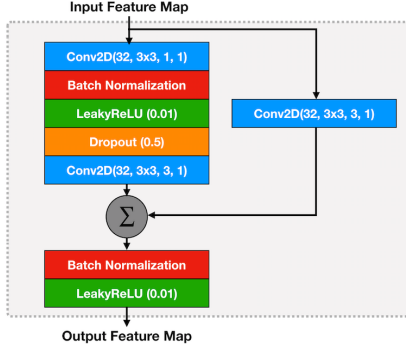 Input Feature Map
Conv2D(32, 3x3, 1, 1)
Batch Normalization
LeakyReLU (0.01)
Dropout (0.5)
Conv2D(32, 3x3, 3, 1)
Conv2D(32, 3x3, 3, 1)
Σ
Batch Normalization
LeakyReLU (0.01)
Output Feature Map